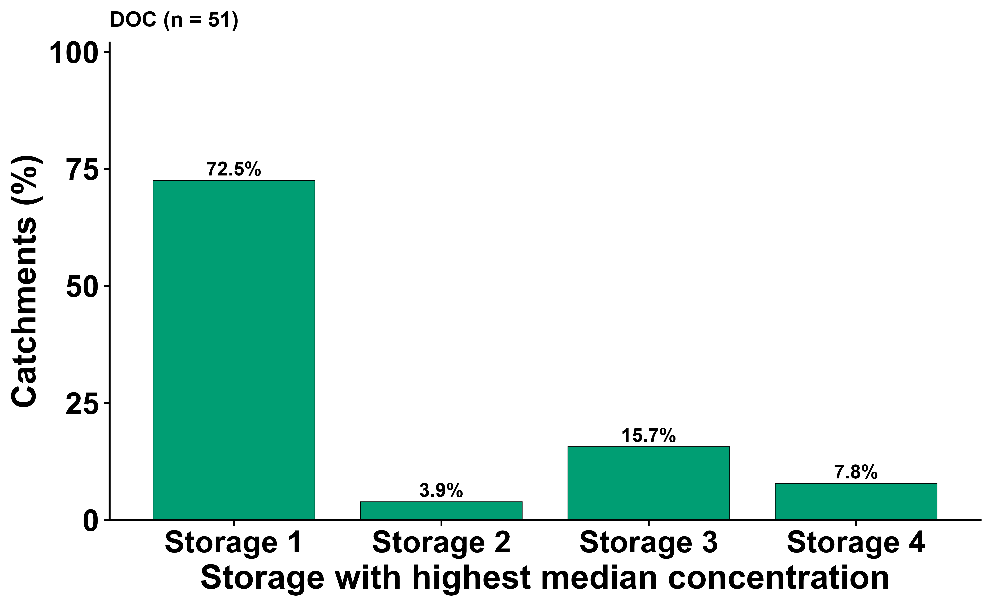 DOC (n = 51)
Catchments (%)
100
75
50
25
0
72.5%
3.9%
15.7%
7.8%
Storage 1
Storage 2
Storage 3
Storage 4
Storage with highest median concentration